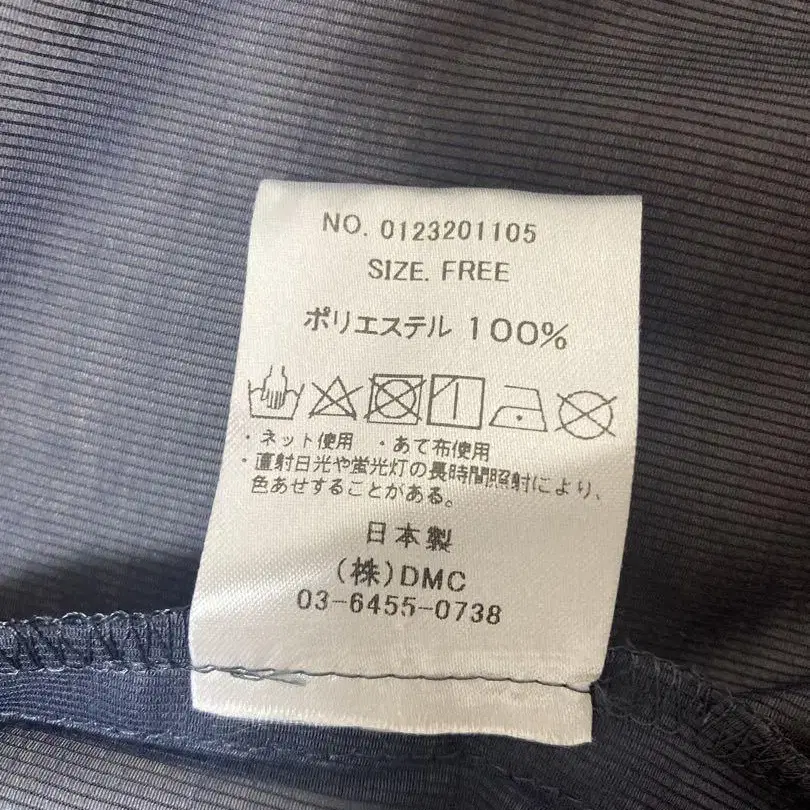 NO. 0123201105
SIZE. FREE
ポリエステル 100%
・ネット使用 ・あて布使用
・直射日光や蛍光灯の長時間照射により、
色あせすることがある。
日本製
(株)DMC
03-6455-0738